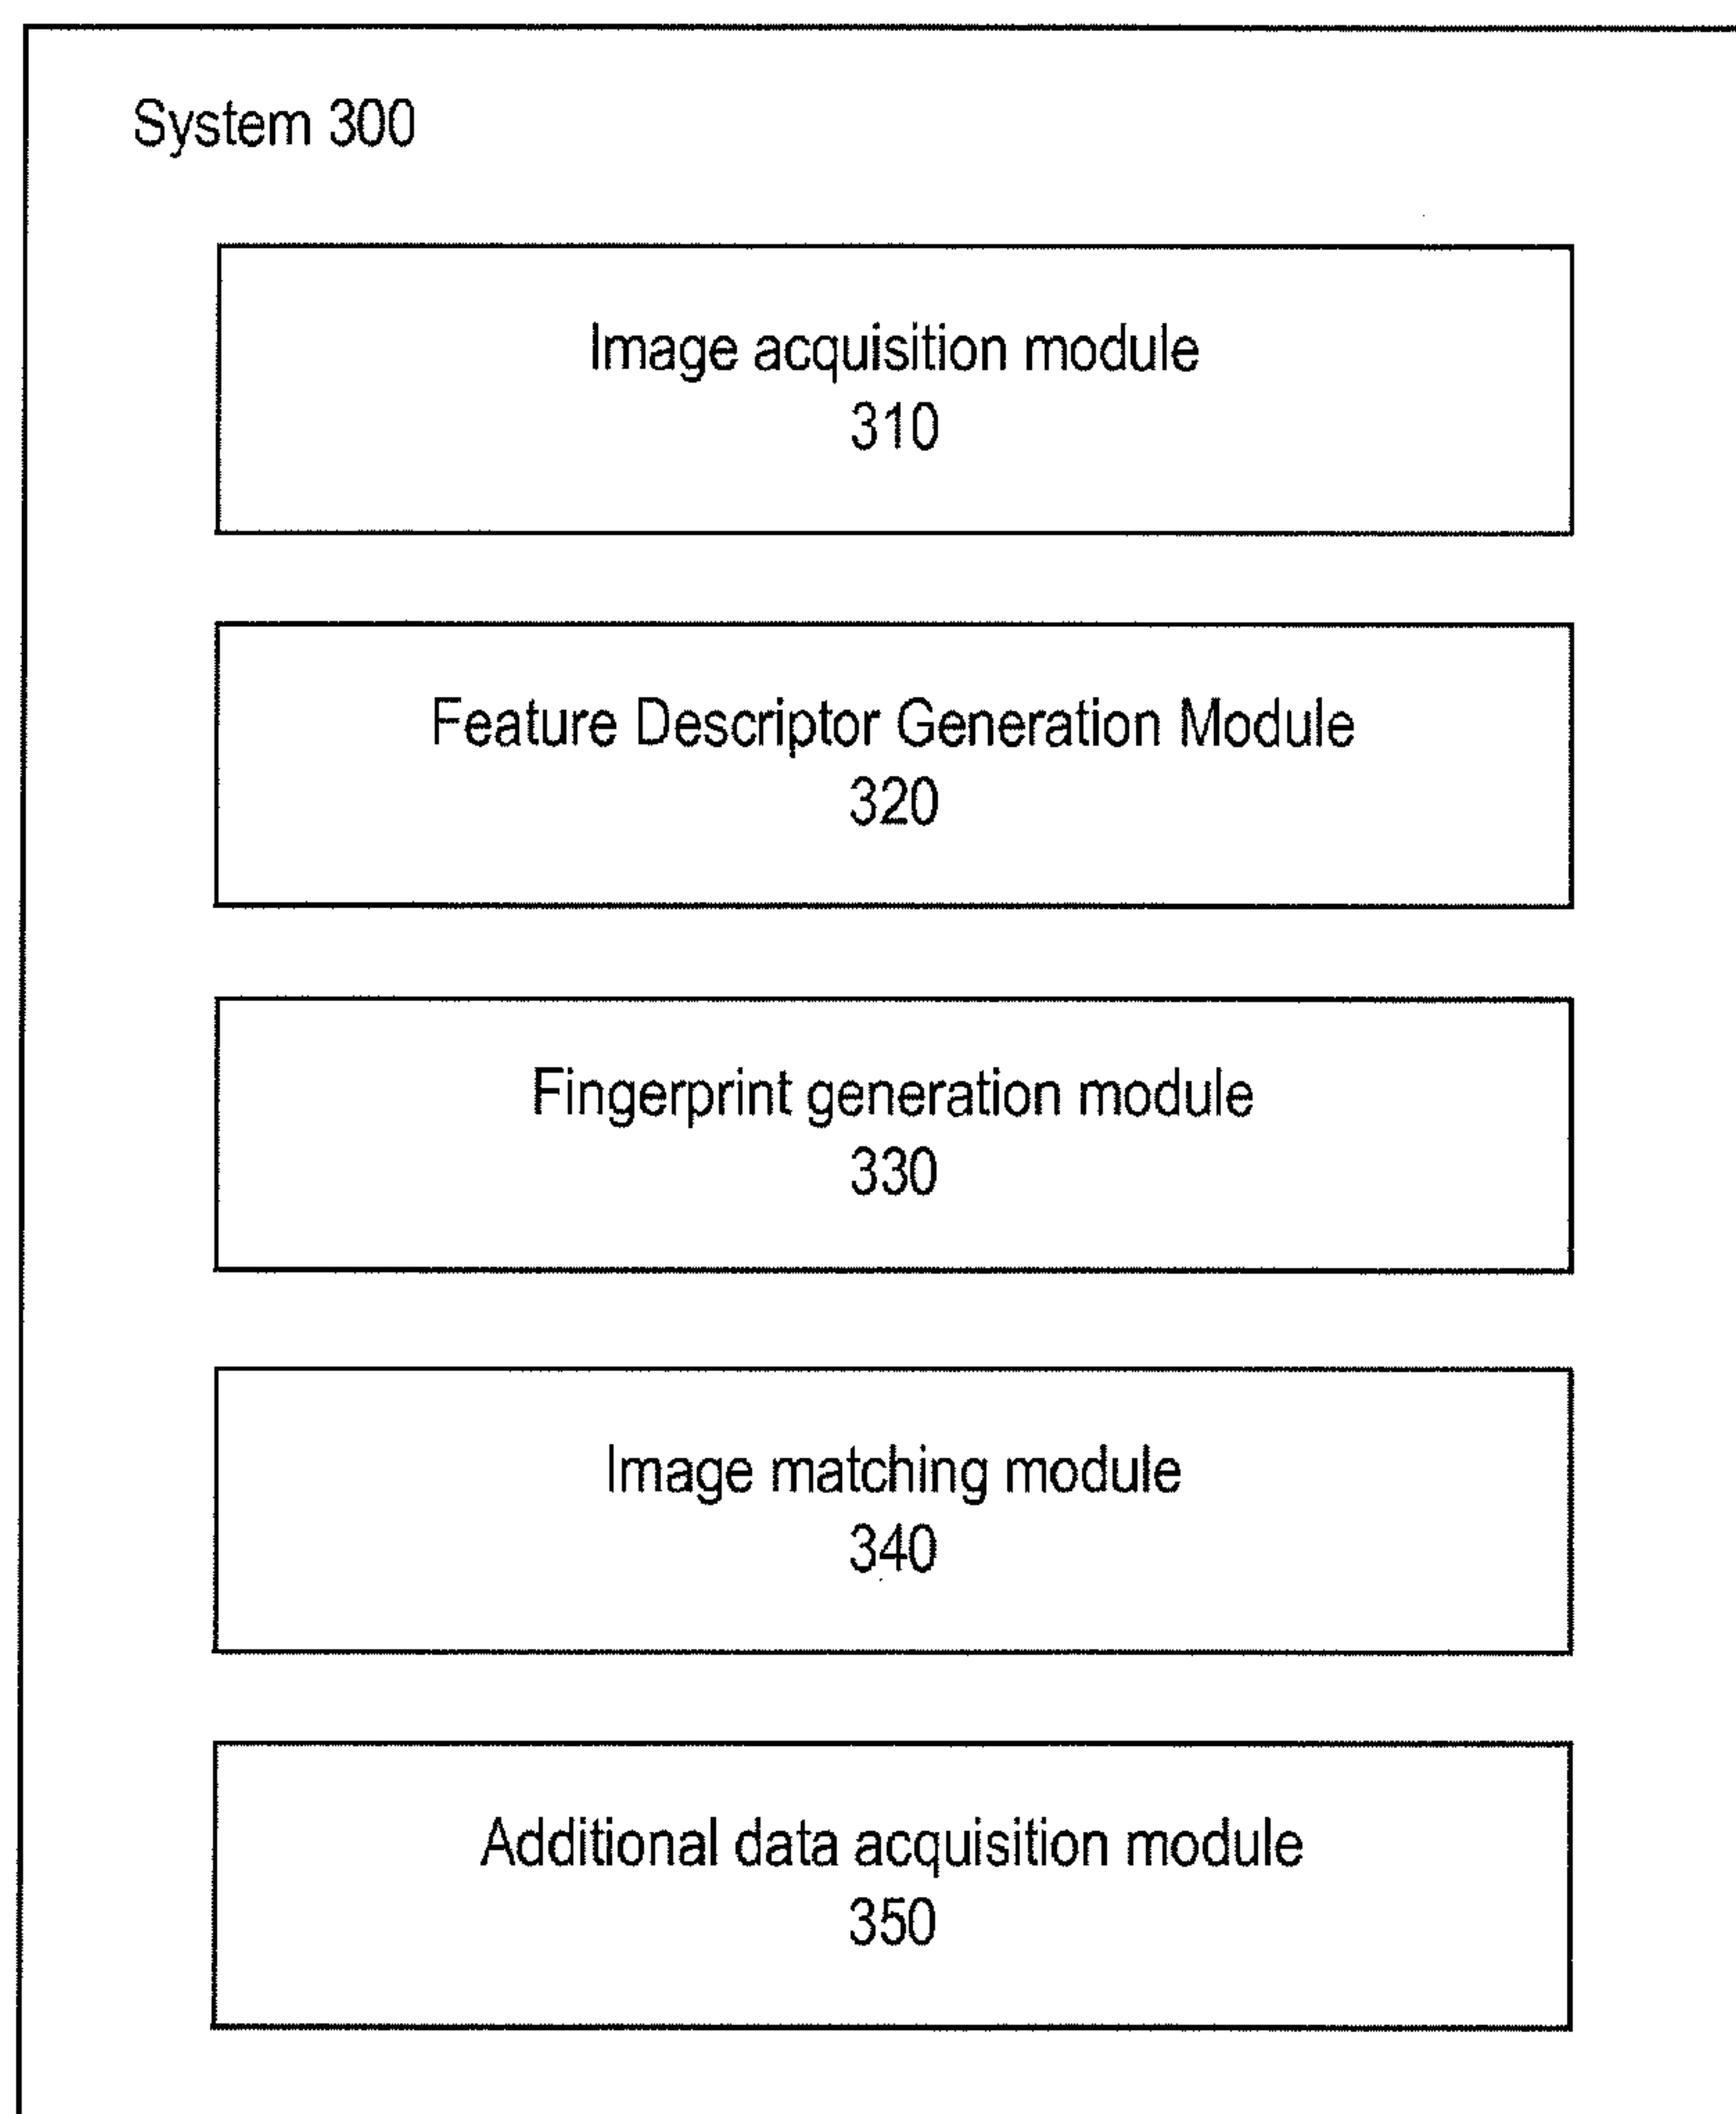 System 300
Image acquisition module
310
Feature Descriptor Generation Module
320
Fingerprint generation module
330
Image matching module
340
Additional data acquisition module
350